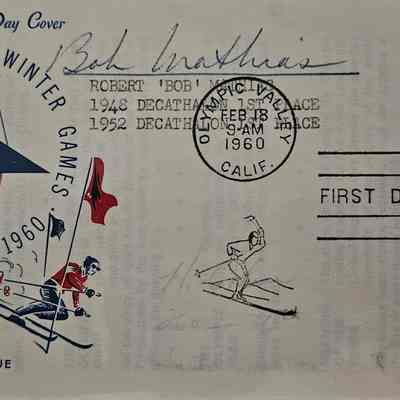 Day Cover
WINTER GAMES.
1960
Bob Mathias
ROBERT 'BOB' MATHIAS
1948 DECATHALON 1ST PLACE
1952 DECATHALON 1ST PLACE
OLYMPIC VALLEY
FEB 18
9-AM
1960
CALIF.
FIRST D
UE